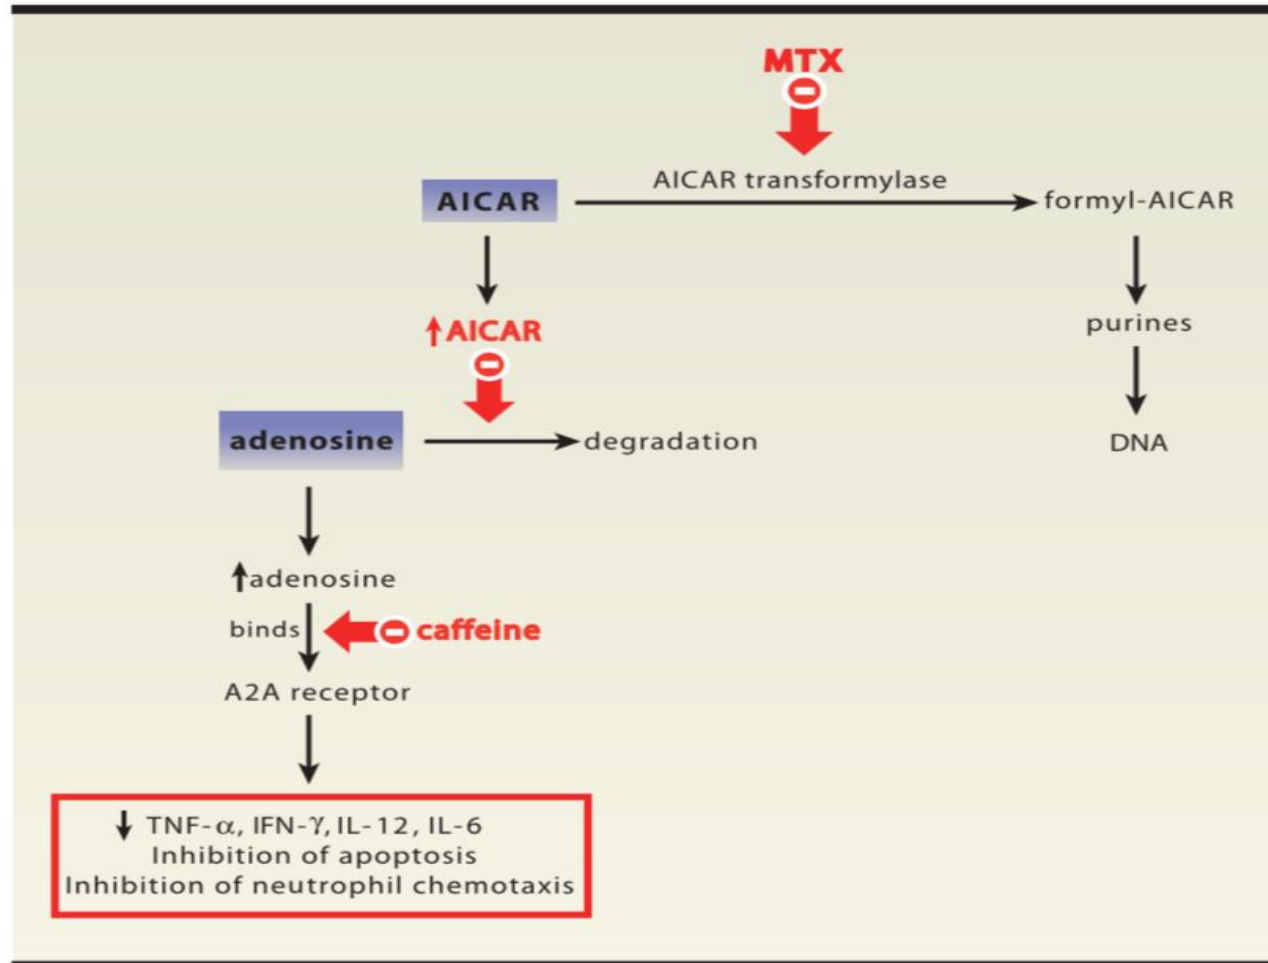 MTX
AICAR transformylase
AICAR
formyl-AICAR
↑AICAR
purines
adenosine
degradation
DNA
↑adenosine
binds
caffeine
A2A receptor
↓ TNF-α, IFN-γ, IL-12, IL-6
Inhibition of apoptosis
Inhibition of neutrophil chemotaxis